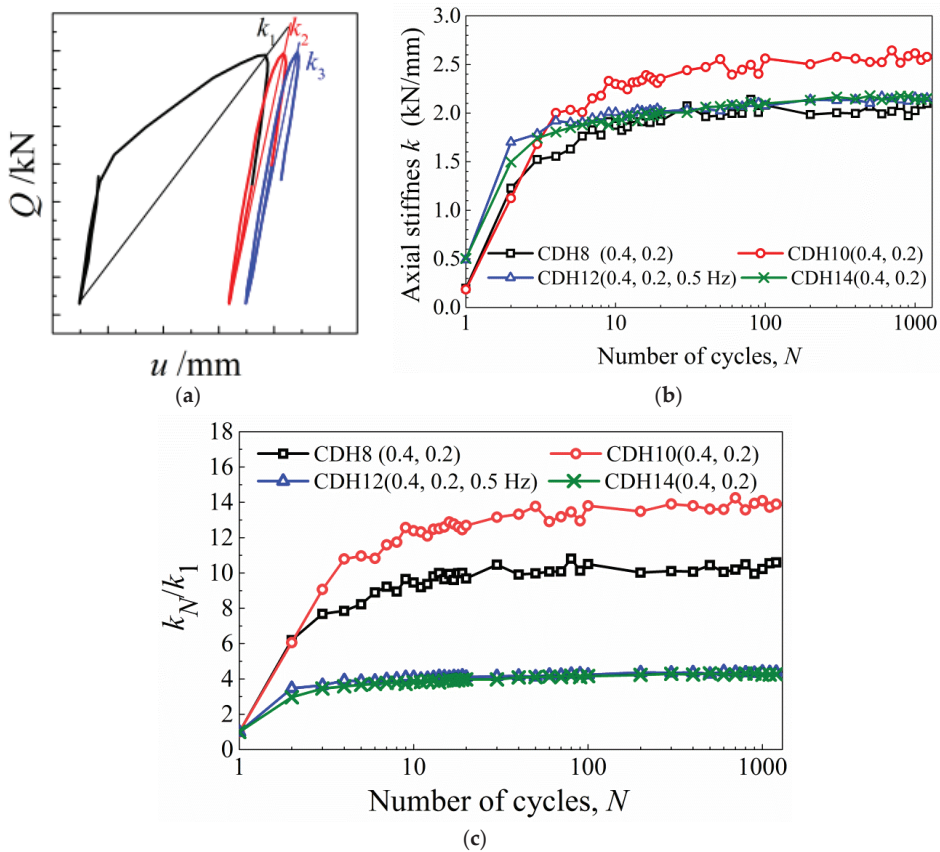 k1
k2
k3
Q /kN
u /mm
(a)
Axial stiffnes k (kN/mm)
3.0
2.5
2.0
1.5
1.0
0.5
0.0
CDH8 (0.4, 0.2)
CDH10(0.4, 0.2)
CDH12(0.4, 0.2, 0.5 Hz)
CDH14(0.4, 0.2)
1 10 100 1000
Number of cycles, N
(b)
kN/k1
18
16
14
12
10
8
6
4
2
0
CDH8 (0.4, 0.2)
CDH10(0.4, 0.2)
CDH12(0.4, 0.2, 0.5 Hz)
CDH14(0.4, 0.2)
1 10 100 1000
Number of cycles, N
(c)